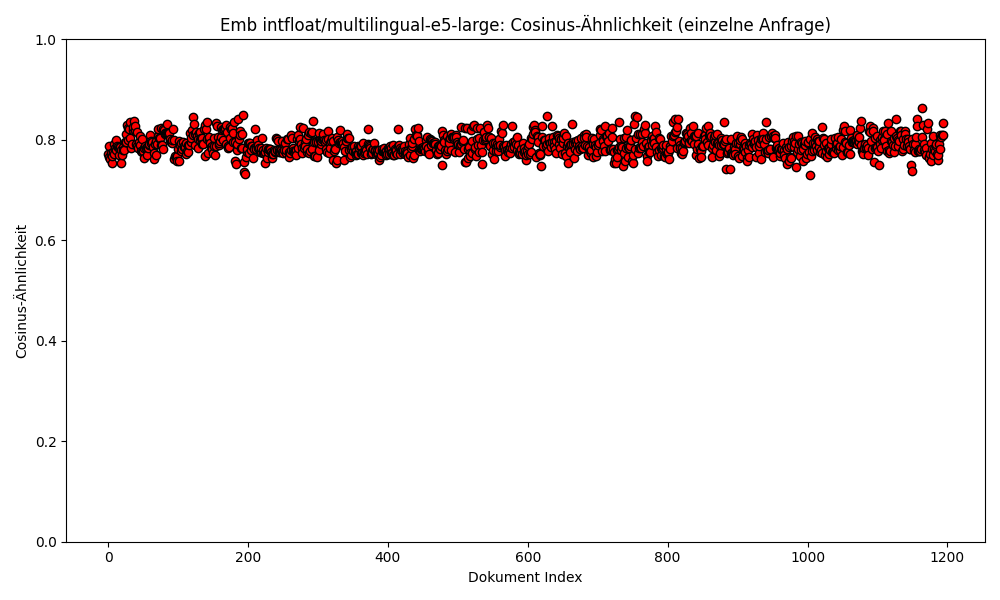 Emb intfloat/multilingual-e5-large: Cosinus-Ähnlichkeit (einzelne Anfrage)
1.0
0.8
0.6
0.4
0.2
0.0
Cosinus-Ähnlichkeit
0 200 400 600 800 1000 1200
Dokument Index